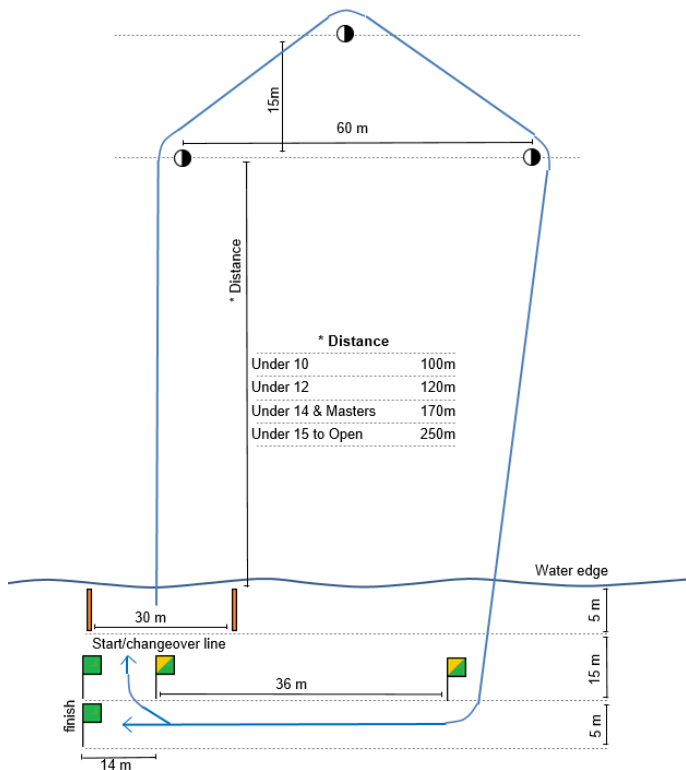 15m
60 m
* Distance
* Distance
Under 10 100m
Under 12 120m
Under 14 & Masters 170m
Under 15 to Open 250m
Water edge
30 m
5 m
Start/changeover line
15 m
36 m
finish
5 m
14 m